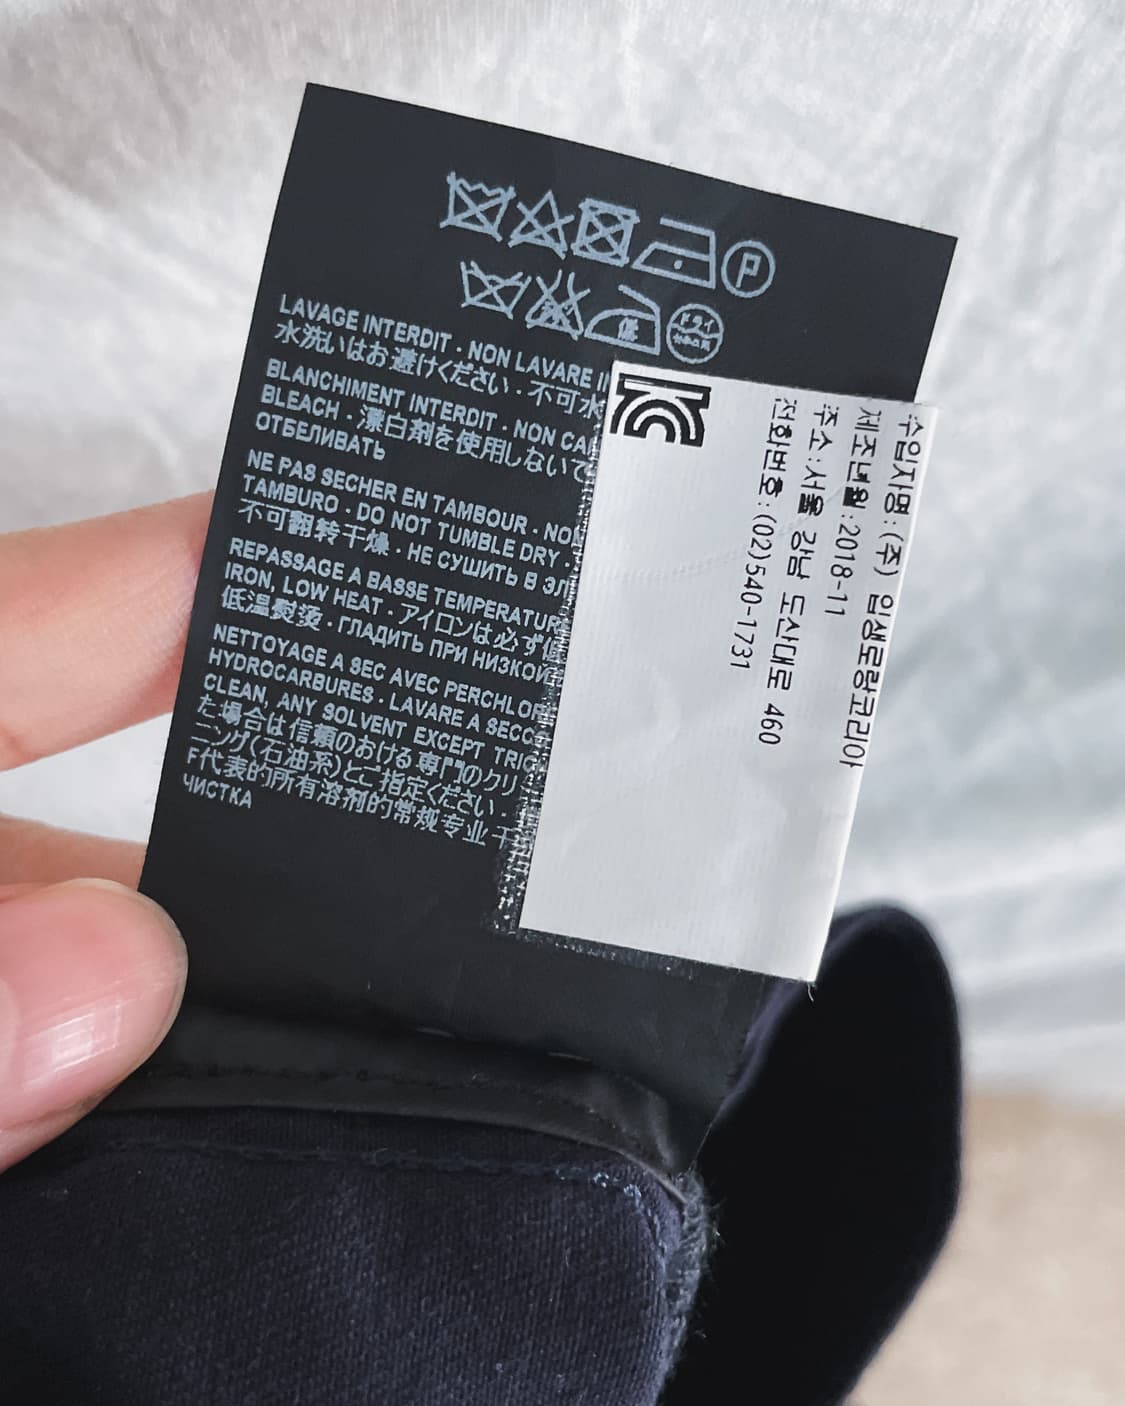 P
ドライ
LAVAGE INTERDIT · NON LAVARE
水洗いはお避けください · 不可水
BLANCHIMENT INTERDIT · NON
BLEACH · 漂白剤を使用しないで
ОТБЕЛИВАТЬ
NE PAS SECHER EN TAMBOUR ·
TAMBURO · DO NOT TUMBLE DRY ·
不可翻转干燥 · НЕ СУШИТЬ В
REPASSAGE A BASSE
IRON, LOW HEAT · アイロンは必ず低
低温熨烫 · ГЛАДИТЬ ПРИ НИЗКОЙ
NETTOYAGE A SEC AVEC
HYDROCARBURES · LAVARE A
CLEAN, ANY SOLVENT EXCEPT
た場合は信頼のおける専門のクリ
ニング(石油系)とご指定ください ·
F代表的所有溶剂的常规专业干
ЧИСТКА
수입자명 : (주) 입생로랑코리아
제조년월 : 2018-11
주소 : 서울 강남 도산대로 460
전화번호 : (02)540-1731